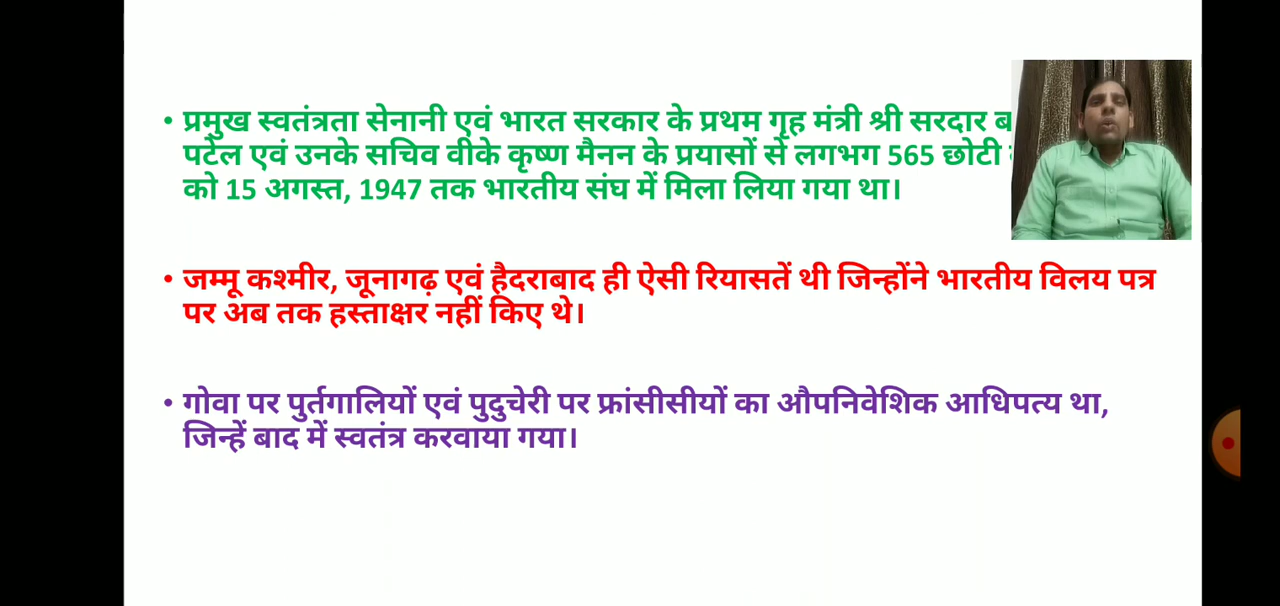 • प्रमुख स्वतंत्रता सेनानी एवं भारत सरकार के प्रथम गृह मंत्री श्री सरदार
पटेल एवं उनके सचिव वीके कृष्ण मैनन के प्रयासों से लगभग 565 छोटी
को 15 अगस्त, 1947 तक भारतीय संघ में मिला लिया गया था।
• जम्मू कश्मीर, जूनागढ़ एवं हैदराबाद ही ऐसी रियासतें थी जिन्होंने भारतीय विलय पत्र
पर अब तक हस्ताक्षर नहीं किए थे।
• गोवा पर पुर्तगालियों एवं पुदुचेरी पर फ्रांसीसीयों का औपनिवेशिक आधिपत्य था,
जिन्हें बाद में स्वतंत्र करवाया गया।